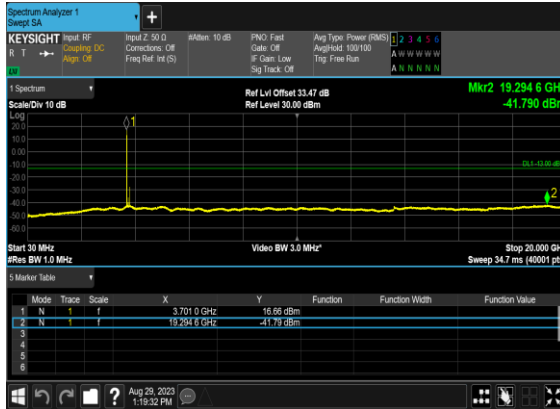 Spectrum Analyzer 1
Swept SA
+
KEYSIGHT
R T
LU
Input: RF
Coupling: DC
Align: Off
Input Z: 50 Ω
Corrections: Off
Freq Ref: Int (S)
#Atten: 10 dB
PNO: Fast
Gate: Off
IF Gain: Low
Sig Track: Off
Avg Type: Power (RMS)
Avg|Hold: 100/100
Trig: Free Run
1 2 3 4 5 6
A W W W W W
A N N N N N
1 Spectrum
Scale/Div 10 dB
Ref Lvl Offset 33.47 dB
Ref Level 30.00 dBm
Mkr2 19.294 6 GH
-41.790 dB
Log
20.0
10.0
0.00
-10.0
-20.0
-30.0
-40.0
-50.0
-60.0
1
DL1 -13.00 dB
2
Start 30 MHz
#Res BW 1.0 MHz
Video BW 3.0 MHz*
Stop 20.000 GH
Sweep 34.7 ms (40001 pt
5 Marker Table
Mode Trace Scale X Y Function Function Width Function Value
1 N 1 f 3.701 0 GHz 16.66 dBm
2 N 1 f 19.294 6 GHz -41.79 dBm
3
4
5
6
?
Aug 29, 2023
1:19:32 PM